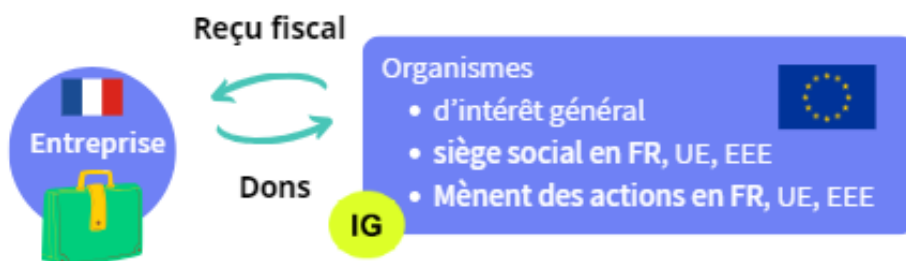 Reçu fiscal
Entreprise
Dons
Organismes
• d'intérêt général
• siège social en FR, UE, EEE
• Mènent des actions en FR, UE, EEE
IG